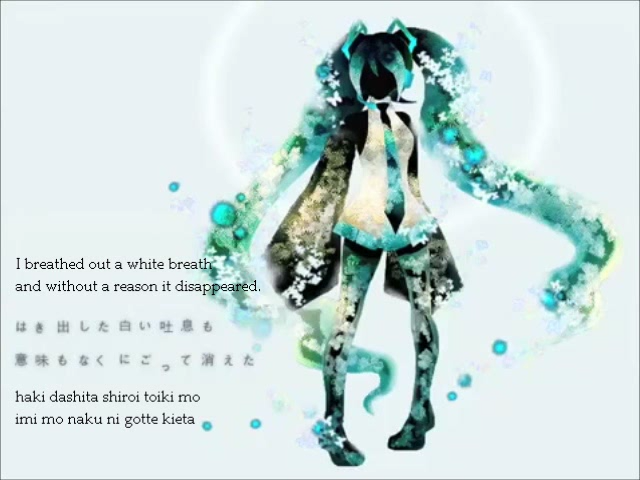 I breathed out a white breath
and without a reason it disappeared.
はき出した白い吐息も
意味もなくにごって消えた
haki dashita shiroi toiki mo
imi mo naku ni gotte kieta